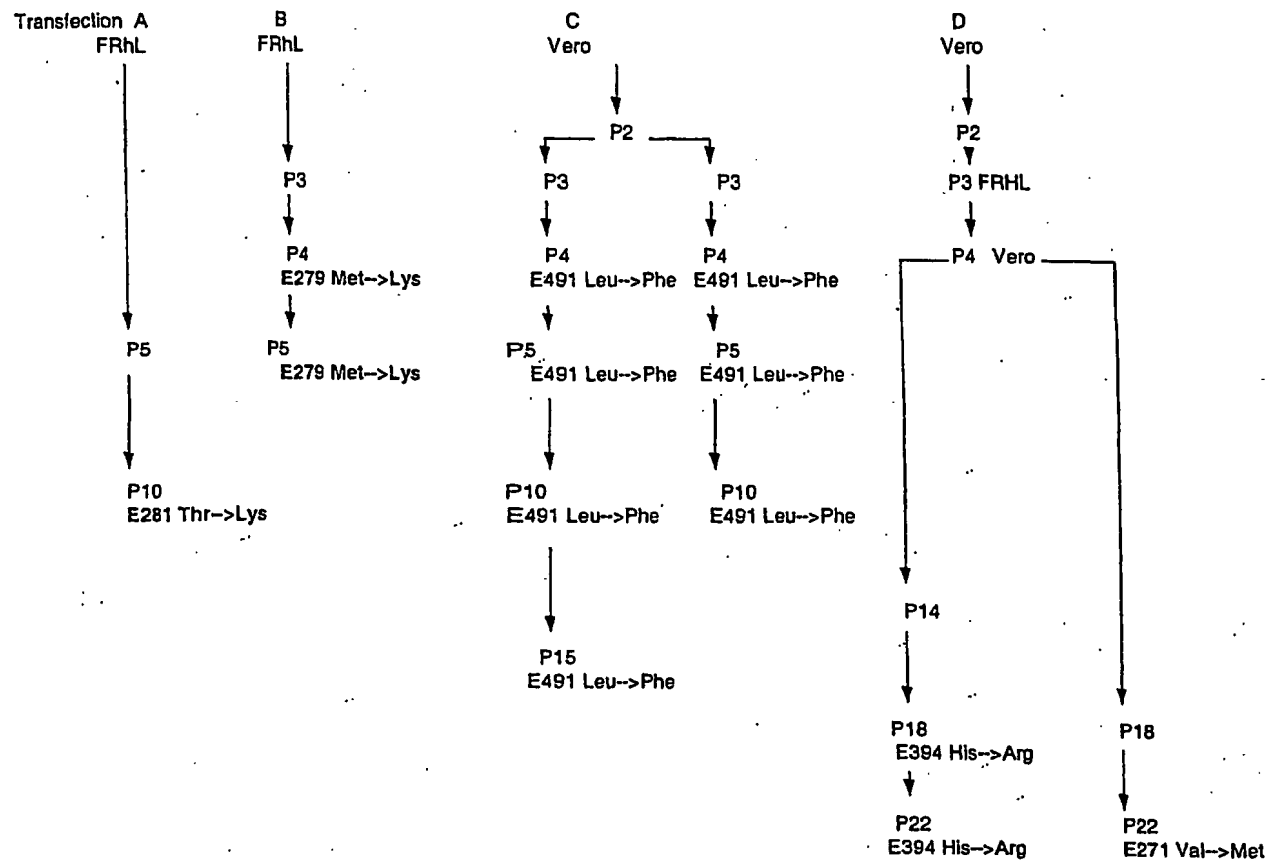 Transfection A
FRhL
P5
P10
E281 Thr-->Lys
B
FRhL
P3
P4
E279 Met-->Lys
P5
E279 Met-->Lys
C
Vero
P2
P3
P4
E491 Leu-->Phe
P5
E491 Leu-->Phe
P10
E491 Leu-->Phe
P15
E491 Leu-->Phe
P3
P4
E491 Leu-->Phe
P5
E491 Leu-->Phe
P10
E491 Leu-->Phe
D
Vero
P2
P3 FRHL
P4 Vero
P14
P18
E394 His-->Arg
P22
E394 His-->Arg
P18
P22
E271 Val-->Met